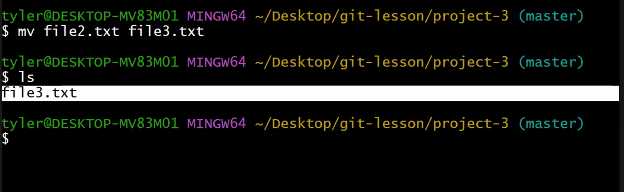 tyler@DESKTOP-MV83M01 MINGW64 ~/Desktop/git-lesson/project-3 (master)
$ mv file2.txt file3.txt
tyler@DESKTOP-MV83M01 MINGW64 ~/Desktop/git-lesson/project-3 (master)
$ ls
file3.txt
tyler@DESKTOP-MV83M01 MINGW64 ~/Desktop/git-lesson/project-3 (master)
$